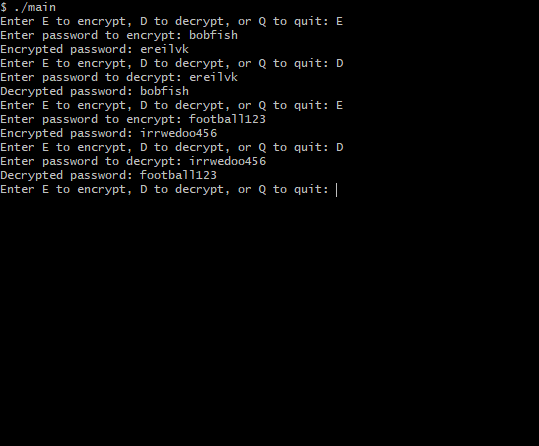 $ ./main
Enter E to encrypt, D to decrypt, or Q to quit: E
Enter password to encrypt: bobfish
Encrypted password: ereilvk
Enter E to encrypt, D to decrypt, or Q to quit: D
Enter password to decrypt: ereilvk
Decrypted password: bobfish
Enter E to encrypt, D to decrypt, or Q to quit: E
Enter password to encrypt: football123
Encrypted password: irrwedoo456
Enter E to encrypt, D to decrypt, or Q to quit: D
Enter password to decrypt: irrwedoo456
Decrypted password: football123
Enter E to encrypt, D to decrypt, or Q to quit: